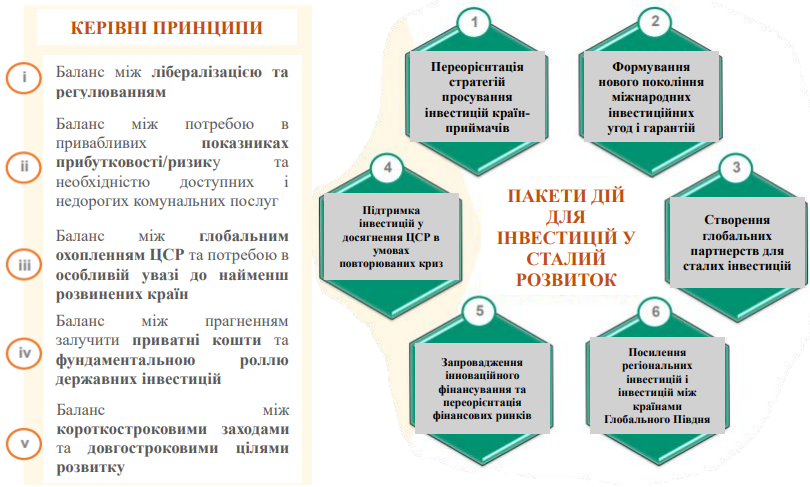 КЕРІВНІ ПРИНЦИПИ
i
Баланс між лібералізацією та
регулюванням
ii
Баланс між потребою в
привабливих показниках
прибутковості/ризику та
необхідністю доступних і
недорогих комунальних послуг
iii
Баланс між глобальним
охопленням ЦСР та потребою в
особливій увазі до найменш
розвинених країн
iv
Баланс між прагненням
залучити приватні кошти та
фундаментальною роллю
державних інвестицій
v
Баланс між
короткостроковими заходами
та довгостроковими цілями
розвитку
ПАКЕТИ ДІЙ
ДЛЯ
ІНВЕСТИЦІЙ У
СТАЛИЙ
РОЗВИТОК
1
Переорієнтація
стратегій
просування
інвестицій країн-
приймачів
2
Формування
нового покоління
міжнародних
інвестиційних
угод і гарантій
3
Створення
глобальних
партнерств для
сталих інвестицій
4
Підтримка
інвестицій у
досягнення ЦСР в
умовах
повторюваних криз
5
Запровадження
інноваційного
фінансування та
переорієнтація
фінансових ринків
6
Посилення
регіональних
інвестицій і
інвестицій між
країнами
Глобального Півдня